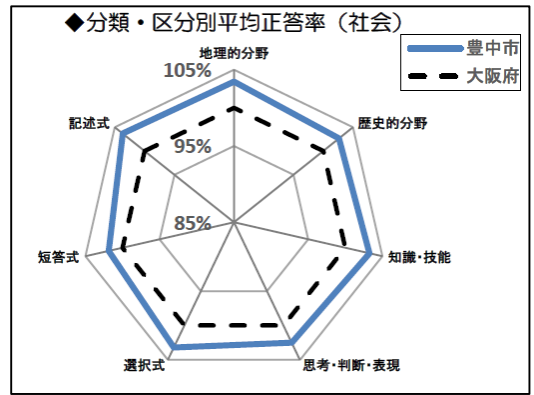 ◆分類・区分別平均正答率（社会）
豊中市
大阪府
地理的分野
105%
記述式
歴史的分野
95%
85%
短答式
知識・技能
選択式
思考・判断・表現